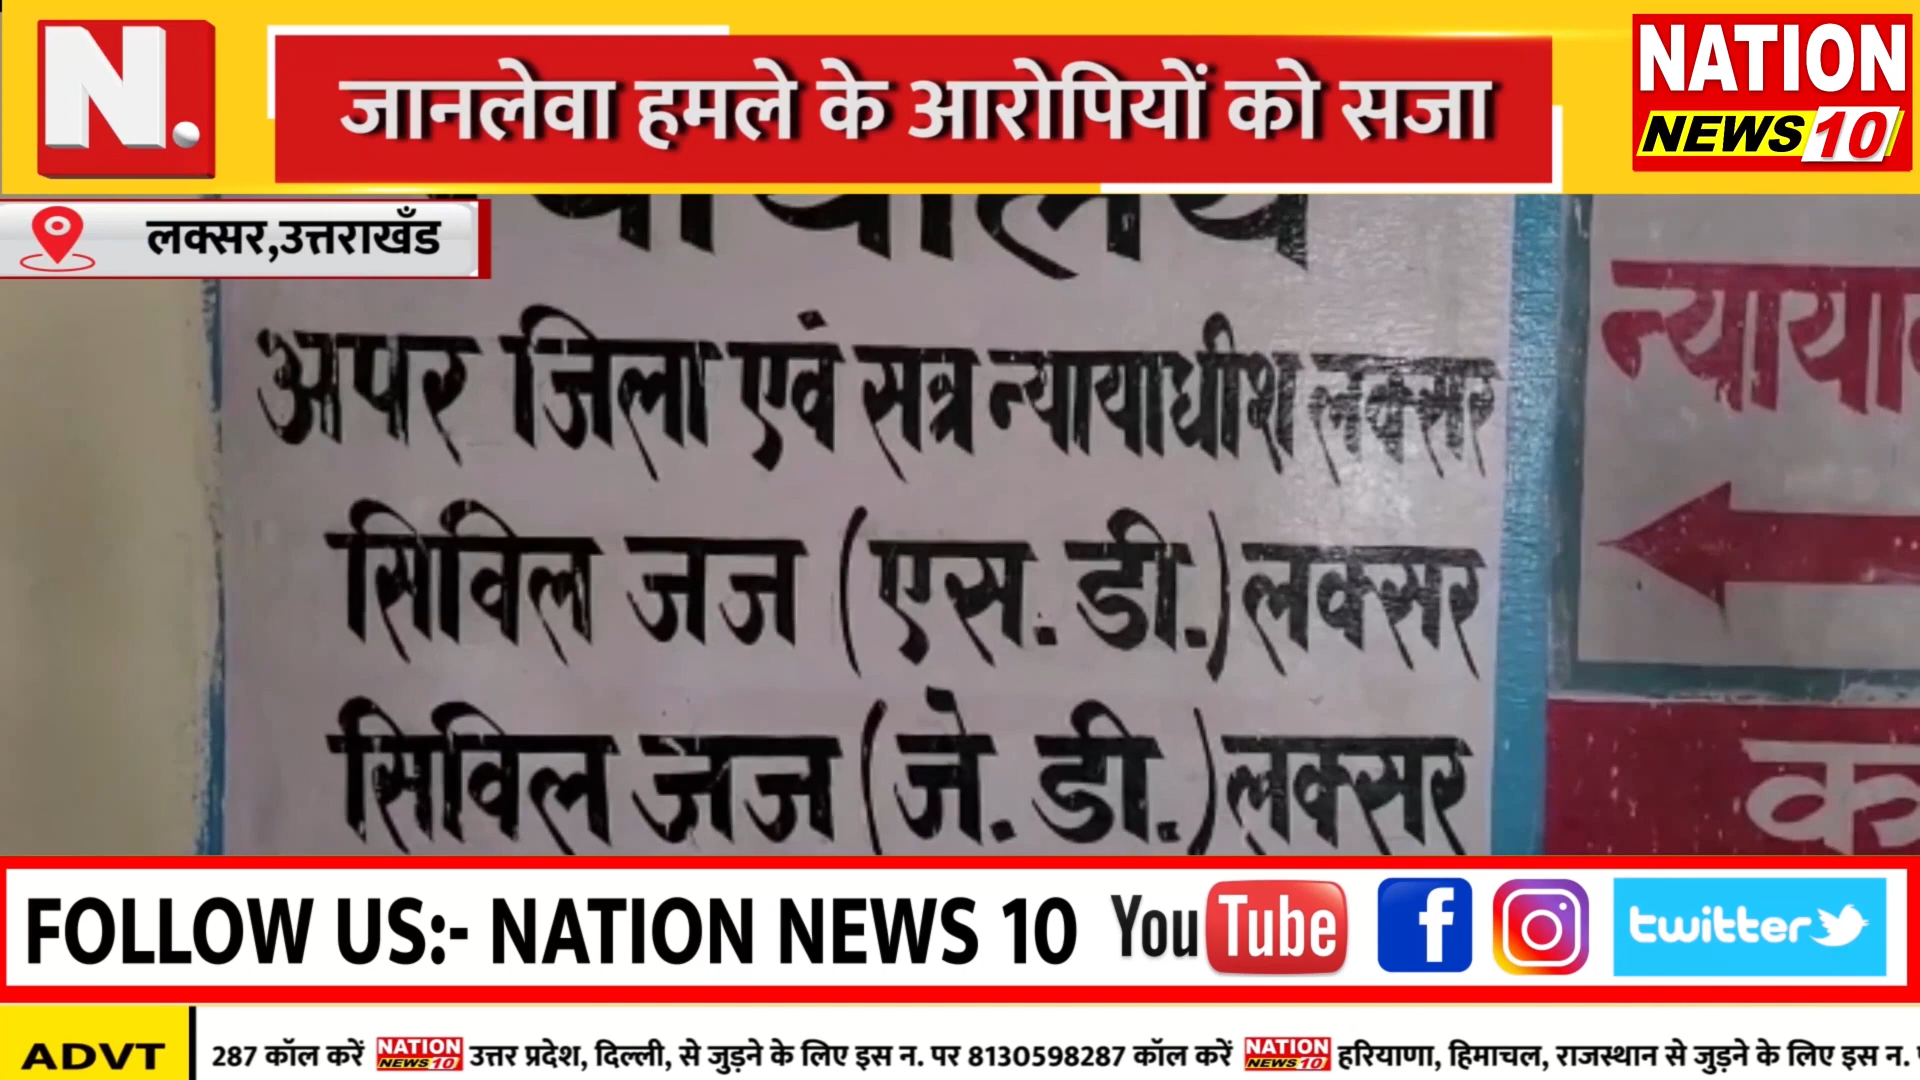 N.
जानलेवा हमले के आरोपियों को सजा
NATION
NEWS 10
लक्सर,उत्तराखँड
अपर जिला एवं सत्र न्यायाधीश लक्सर
सिविल जज (एस.डी.) लक्सर
सिविल जज (जे.डी.) लक्सर
FOLLOW US:- NATION NEWS 10 YouTube f twitter
ADVT 287 कॉल करें NATION NEWS 10 उत्तर प्रदेश, दिल्ली, से जुड़ने के लिए इस न. पर 8130598287 कॉल करें NATION NEWS 10 हरियाणा, हिमाचल, राजस्थान से जुड़ने के लिए इस न.